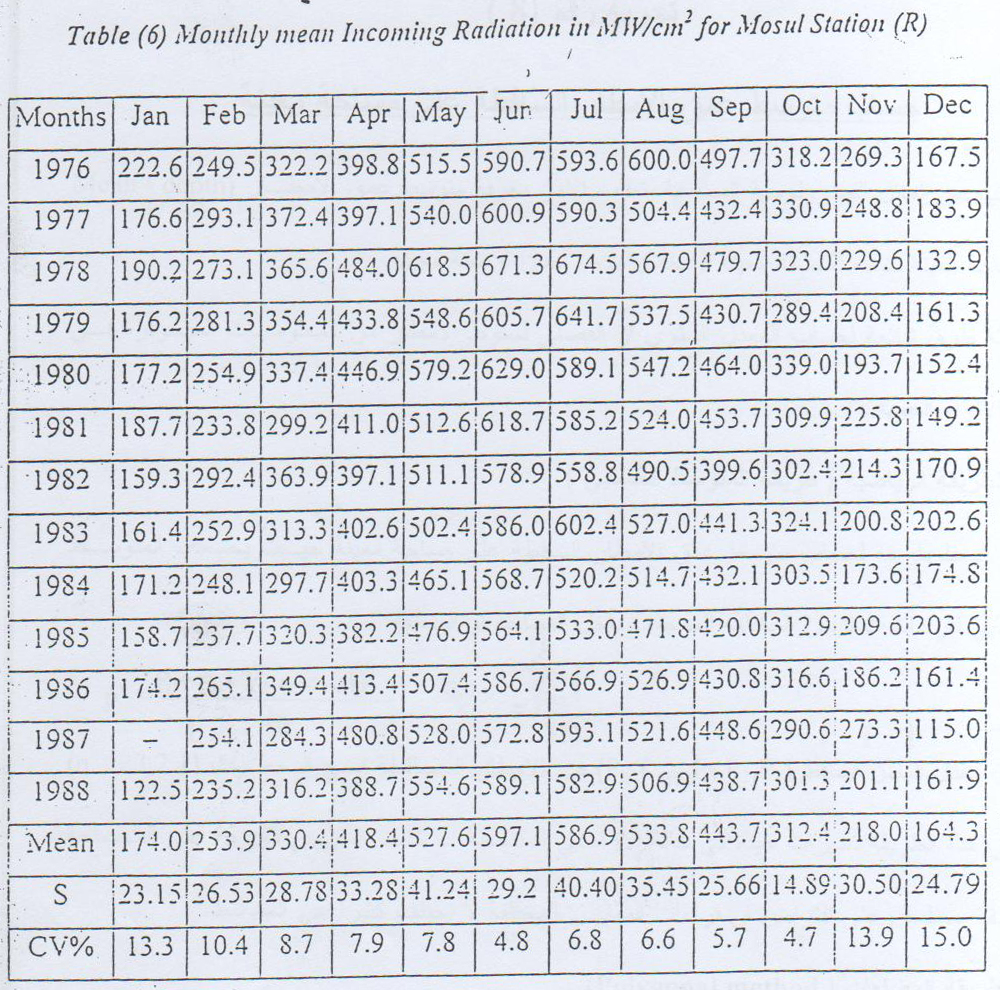 Table (6) Monthly mean Incoming Radiation in MW/cm² for Mosul Station (R)
Months Jan Feb Mar Apr May Jun Jul Aug Sep Oct Nov Dec
1976 222.6 249.5 322.2 398.8 515.5 590.7 593.6 600.0 497.7 318.2 269.3 167.5
1977 176.6 293.1 372.4 397.1 540.0 600.9 590.3 504.4 432.4 330.9 248.8 183.9
1978 190.2 273.1 365.6 484.0 618.5 671.3 674.5 567.9 479.7 323.0 229.6 132.9
1979 176.2 281.3 354.4 433.8 548.6 605.7 641.7 537.5 430.7 289.4 208.4 161.3
1980 177.2 254.9 337.4 446.9 579.2 629.0 589.1 547.2 464.0 339.0 193.7 152.4
1981 187.7 233.8 299.2 411.0 512.6 618.7 585.2 524.0 453.7 309.9 225.8 149.2
1982 159.3 292.4 363.9 397.1 511.1 578.9 558.8 490.5 399.6 302.4 214.3 170.9
1983 161.4 252.9 313.3 402.6 502.4 586.0 602.4 527.0 441.3 324.1 200.8 202.6
1984 171.2 248.1 297.7 403.3 465.1 568.7 520.2 514.7 432.1 303.5 173.6 174.8
1985 158.7 237.7 320.3 382.2 476.9 564.1 533.0 471.8 420.0 312.9 209.6 203.6
1986 174.2 265.1 349.4 413.4 507.4 586.7 566.9 526.9 430.8 316.6 186.2 161.4
1987 – 254.1 284.3 480.8 528.0 572.8 593.1 521.6 448.6 290.6 273.3 115.0
1988 122.5 235.2 316.2 388.7 554.6 589.1 582.9 506.9 438.7 301.3 201.1 161.9
Mean 174.0 253.9 330.4 418.4 527.6 597.1 586.9 533.8 443.7 312.4 218.0 164.3
S 23.15 26.53 28.78 33.28 41.24 29.2 40.40 35.45 25.66 14.89 30.50 24.79
CV% 13.3 10.4 8.7 7.9 7.8 4.8 6.8 6.6 5.7 4.7 13.9 15.0